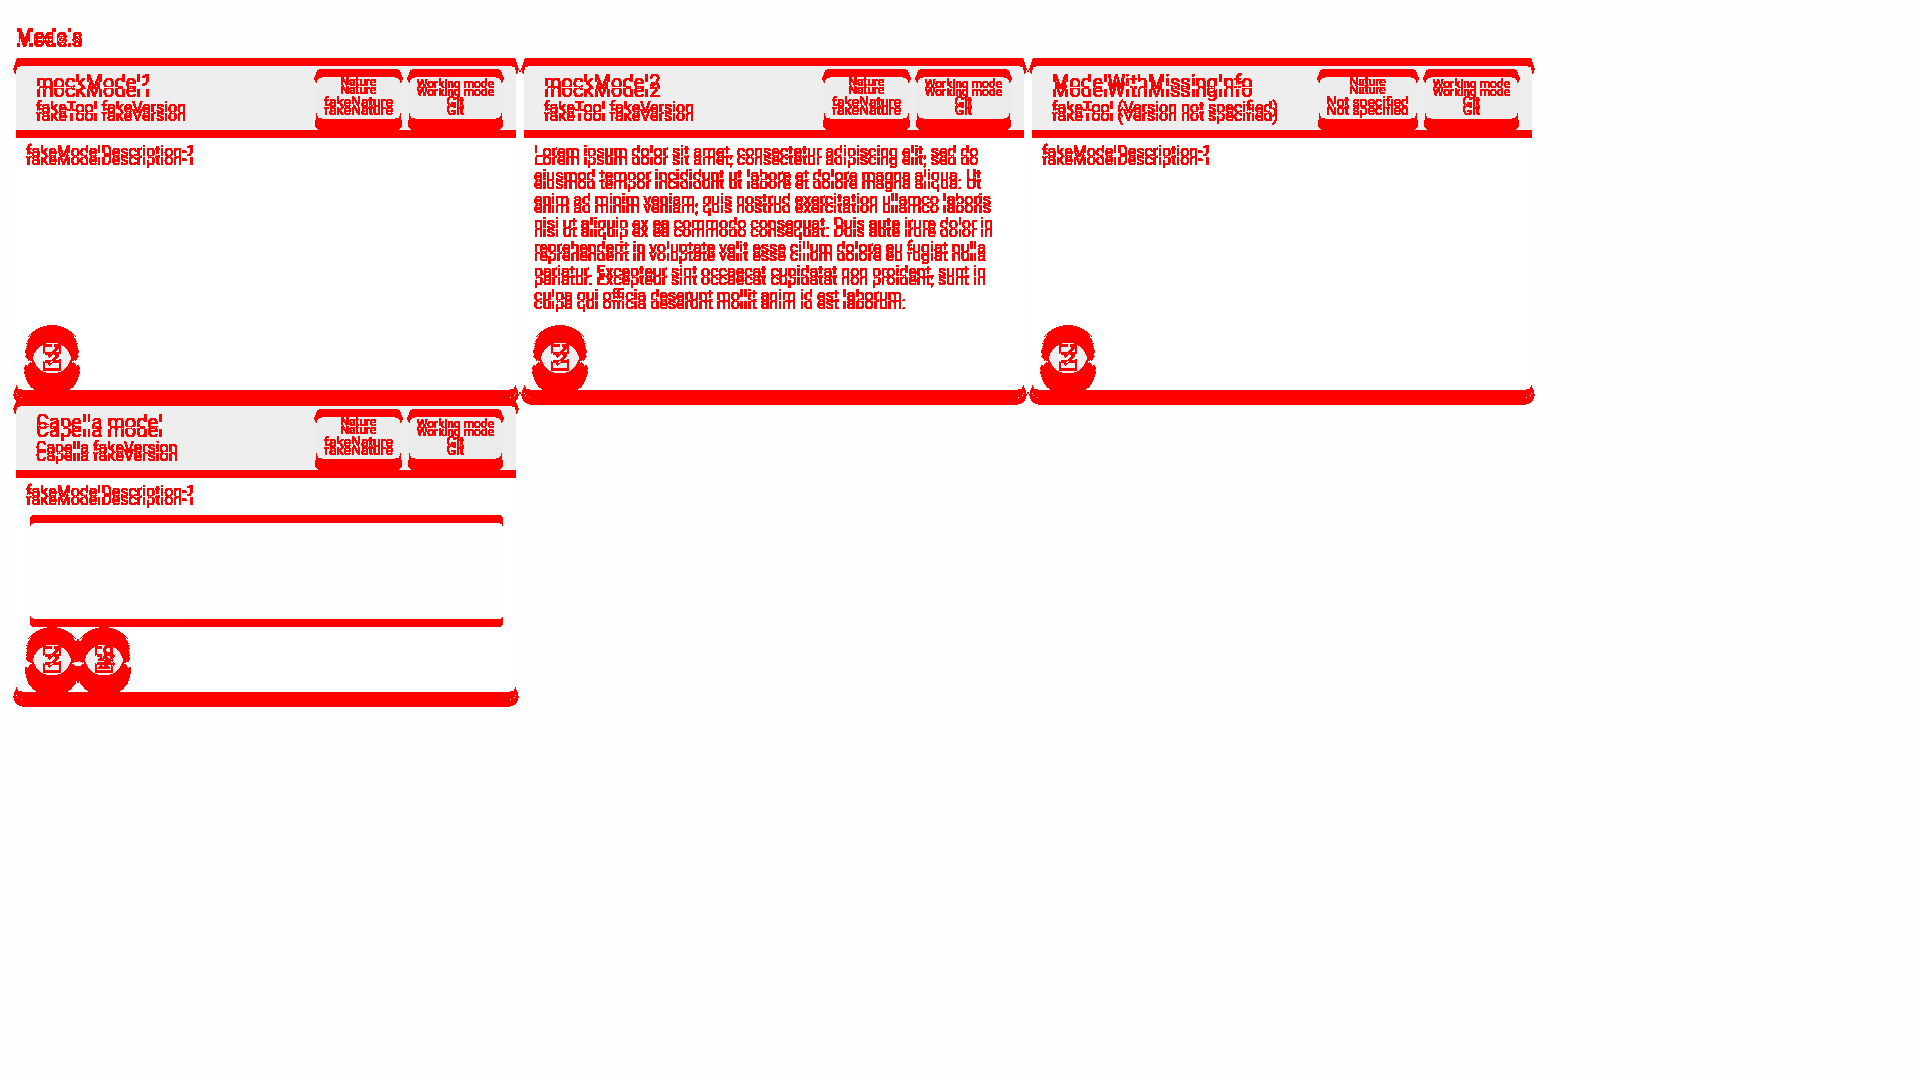 Models
mockModel1
fakeTool fakeVersion
Nature
fakeNature
Working mode
Git
fakeModelDescription-1
mockModel2
fakeTool fakeVersion
Nature
fakeNature
Working mode
Git
Lorem ipsum dolor sit amet, consectetur adipiscing elit, sed do
eiusmod tempor incididunt ut labore et dolore magna aliqua. Ut
enim ad minim veniam, quis nostrud exercitation ullamco laboris
nisi ut aliquip ex ea commodo consequat. Duis aute irure dolor in
reprehenderit in voluptate velit esse cillum dolore eu fugiat nulla
pariatur. Excepteur sint occaecat cupidatat non proident, sunt in
culpa qui officia deserunt mollit anim id est laborum.
ModelWithMissingInfo
fakeTool (Version not specified)
Nature
Not specified
Working mode
Git
fakeModelDescription-1
Capella model
Capella fakeVersion
Nature
fakeNature
Working mode
Git
fakeModelDescription-1